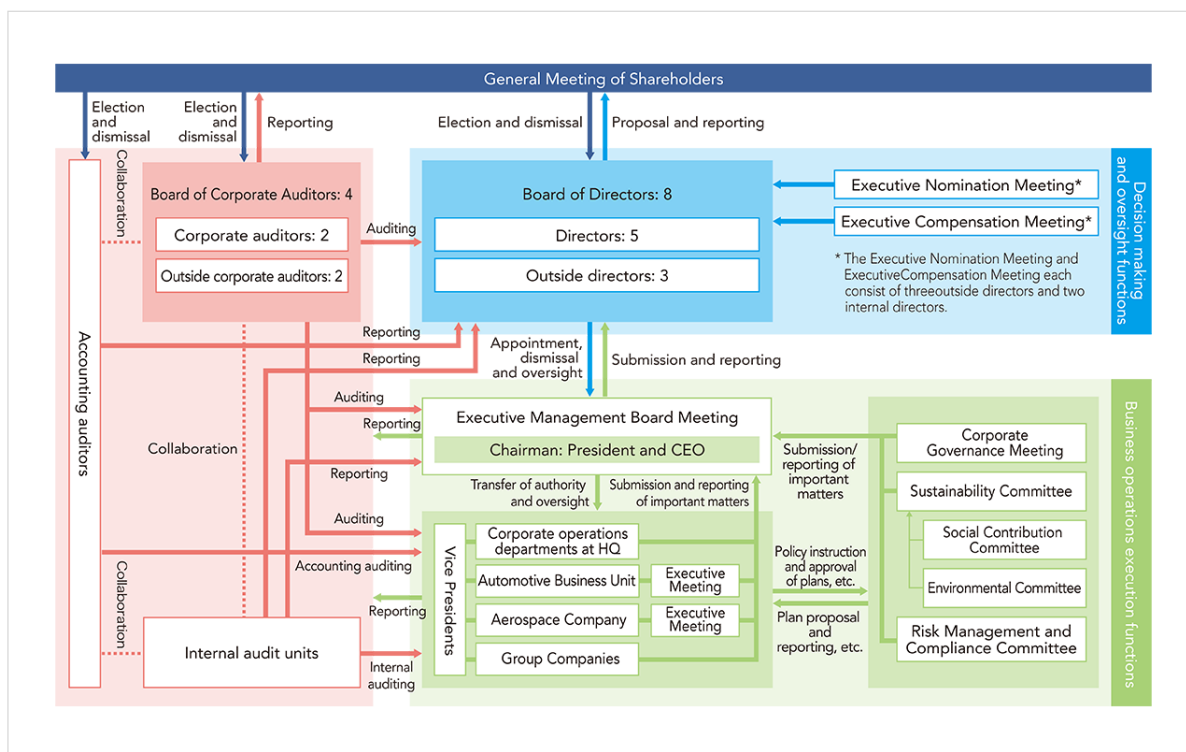 General Meeting of Shareholders
Election
and
dismissal
Election
and
dismissal
Reporting
Election and dismissal
Proposal and reporting
Collaboration
Board of Corporate Auditors: 4
Corporate auditors: 2
Outside corporate auditors: 2
Auditing
Board of Directors: 8
Directors: 5
Outside directors: 3
Executive Nomination Meeting*
Executive Compensation Meeting*
* The Executive Nomination Meeting and
ExecutiveCompensation Meeting each
consist of threeoutside directors and two
internal directors.
Decision making
and oversight functions
Accounting auditors
Reporting
Reporting
Appointment,
dismissal
and oversight
Submission and reporting
Auditing
Reporting
Collaboration
Reporting
Executive Management Board Meeting
Chairman: President and CEO
Transfer of authority
and oversight
Submission and reporting
of important matters
Submission/
reporting of
important
matters
Corporate
Governance Meeting
Sustainability Committee
Social Contribution
Committee
Environmental Committee
Risk Management and
Compliance Committee
Business operations execution functions
Auditing
Accounting auditing
Reporting
Vice Presidents
Corporate operations
departments at HQ
Automotive Business Unit
Executive
Meeting
Aerospace Company
Executive
Meeting
Group Companies
Policy instruction
and approval
of plans, etc.
Plan proposal
and
reporting, etc.
Collaboration
Internal audit units
Internal
auditing